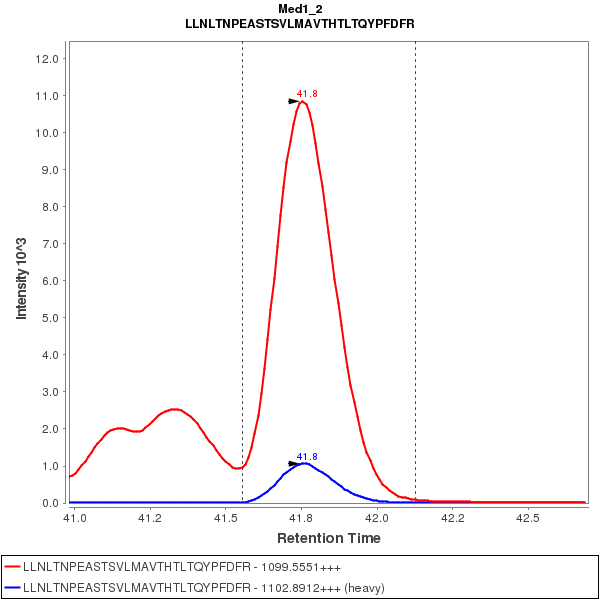 Med1_2
LLNLTNPEASTSVLMAVTHTLTQYPFDFR
12.0
11.0
10.0
9.0
8.0
7.0
6.0
5.0
4.0
3.0
2.0
1.0
0.0
Intensity 10^3
41.8
41.8
41.0 41.2 41.5 41.8 42.0 42.2 42.5
Retention Time
LLNLTNPEASTSVLMAVTHTLTQYPFDFR - 1099.5551+++
LLNLTNPEASTSVLMAVTHTLTQYPFDFR - 1102.8912+++ (heavy)